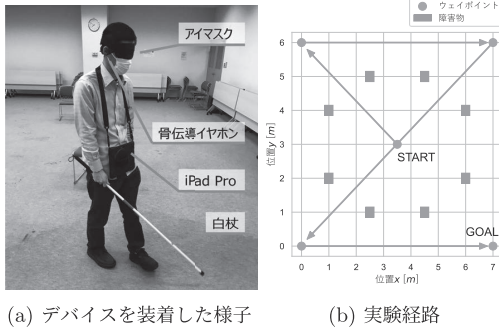 アイマスク
骨伝導イヤホン
iPad Pro
白杖
(a) デバイスを装着した様子
ウェイポイント
障害物
位置y [m]
6
5
4
3
2
1
0
START
GOAL
0 1 2 3 4 5 6 7
位置x [m]
(b) 実験経路